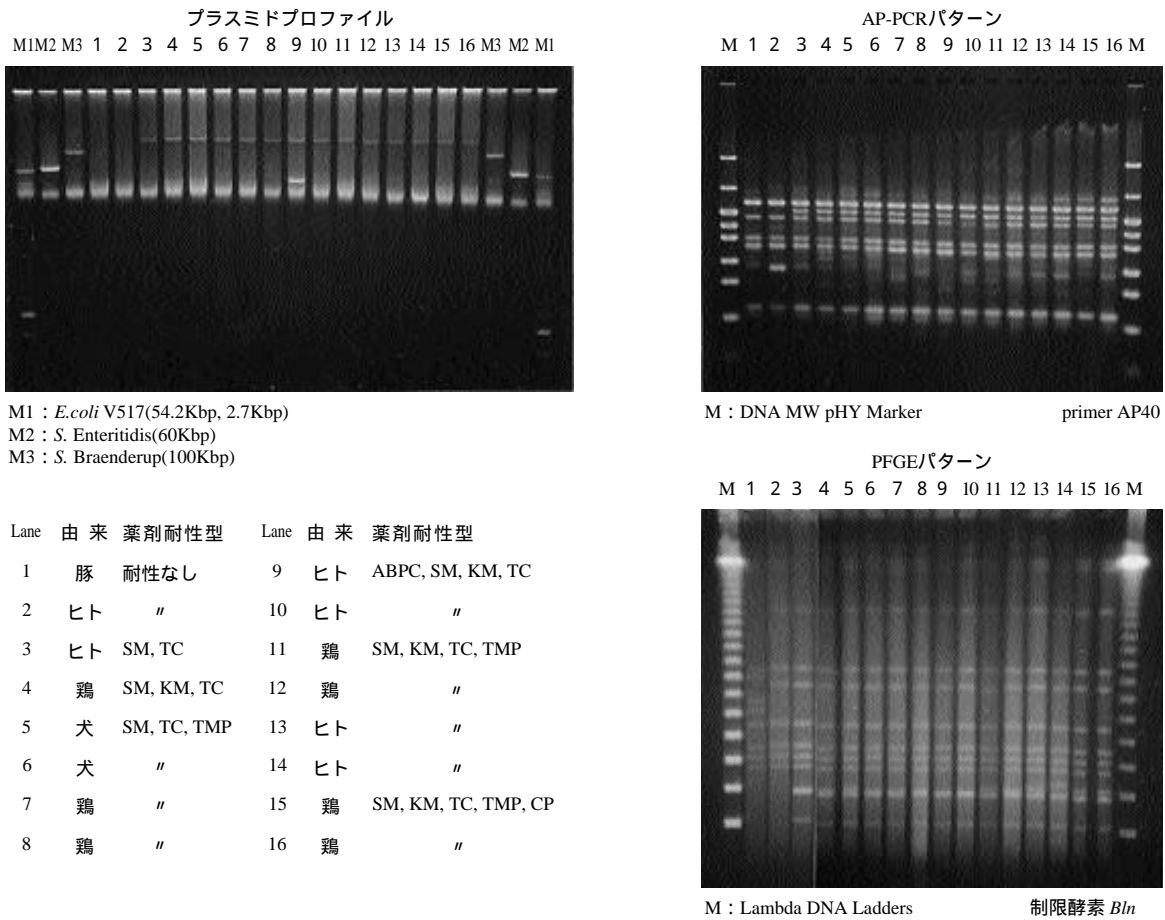 プラスミドプロファイル
M1 M2 M3 1 2 3 4 5 6 7 8 9 10 11 12 13 14 15 16 M3 M2 M1
M1：E.coli V517(54.2Kbp, 2.7Kbp)
M2：S. Enteritidis(60Kbp)
M3：S. Braenderup(100Kbp)
AP-PCRパターン
M 1 2 3 4 5 6 7 8 9 10 11 12 13 14 15 16 M
M：DNA MW pHY Marker primer AP40
Lane 由 来 薬剤耐性型 Lane 由 来 薬剤耐性型
1 豚 耐性なし 9 ヒト ABPC, SM, KM, TC
2 ヒト 〃 10 ヒト 〃
3 ヒト SM, TC 11 鶏 SM, KM, TC, TMP
4 鶏 SM, KM, TC 12 鶏 〃
5 犬 SM, TC, TMP 13 ヒト 〃
6 犬 〃 14 ヒト 〃
7 鶏 〃 15 鶏 SM, KM, TC, TMP, CP
8 鶏 〃 16 鶏 〃
PFGEパターン
M 1 2 3 4 5 6 7 8 9 10 11 12 13 14 15 16 M
M：Lambda DNA Ladders 制限酵素 Bln